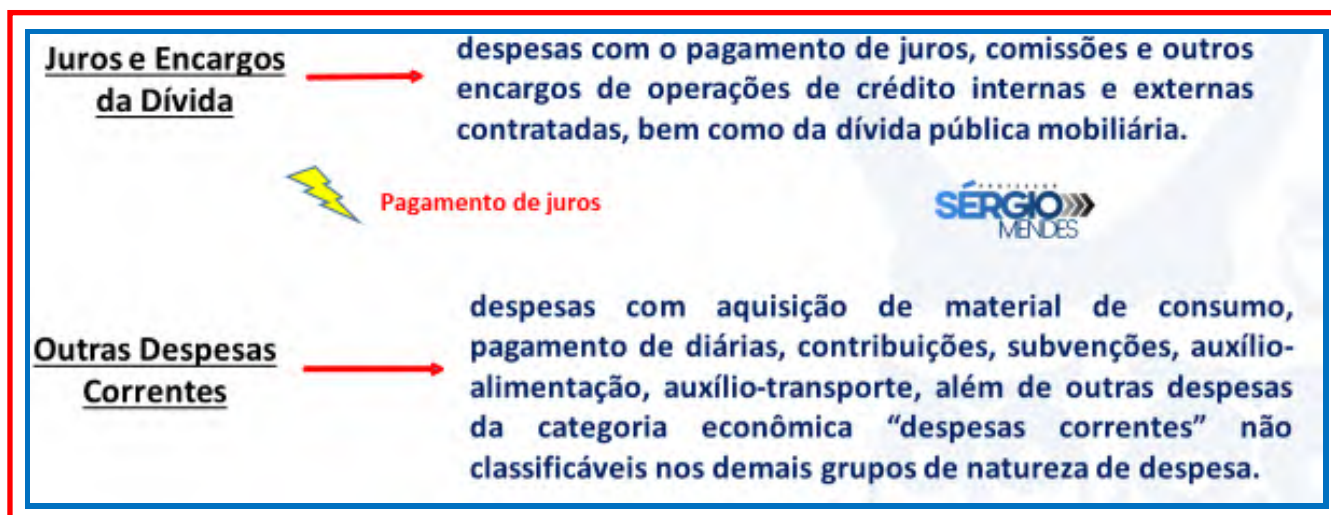 Juros e Encargos
da Dívida
despesas com o pagamento de juros, comissões e outros
encargos de operações de crédito internas e externas
contratadas, bem como da dívida pública mobiliária.
Pagamento de juros
PROFESSOR
SÉRGIO
MENDES
Outras Despesas
Correntes
despesas com aquisição de material de consumo,
pagamento de diárias, contribuições, subvenções, auxílio-
alimentação, auxílio-transporte, além de outras despesas
da categoria econômica “despesas correntes” não
classificáveis nos demais grupos de natureza de despesa.